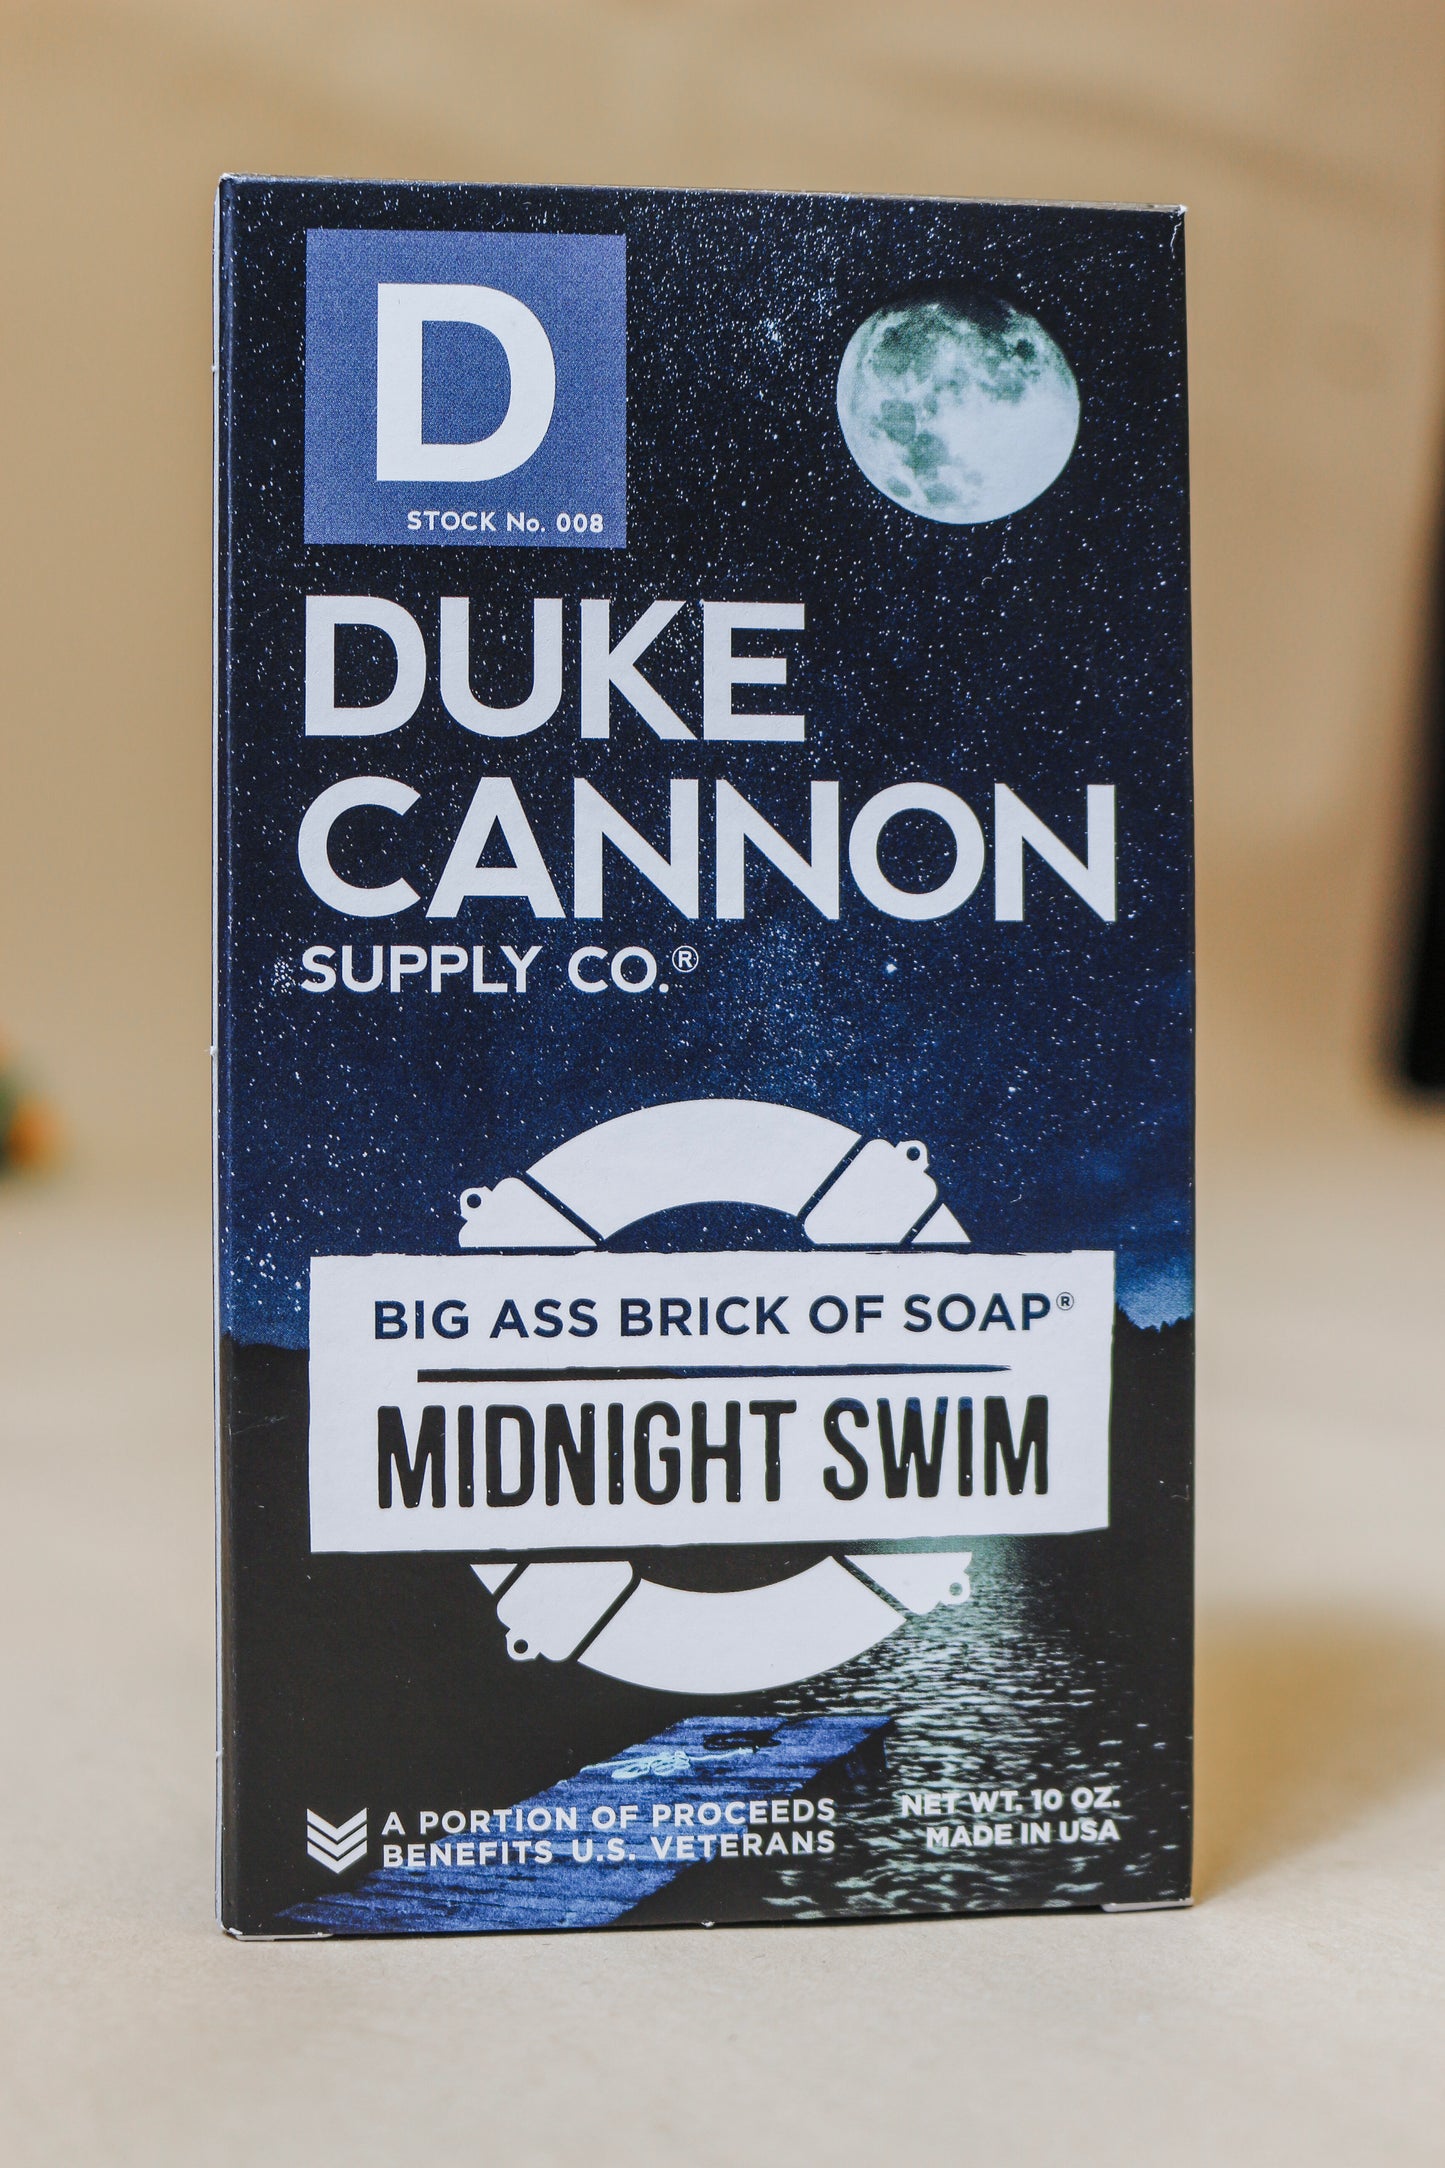 D
STOCK No. 008
DUKE
CANNON
SUPPLY CO.®
BIG ASS BRICK OF SOAP®
MIDNIGHT SWIM
A PORTION OF PROCEEDS
BENEFITS U.S. VETERANS
NET WT. 10 OZ.
MADE IN USA